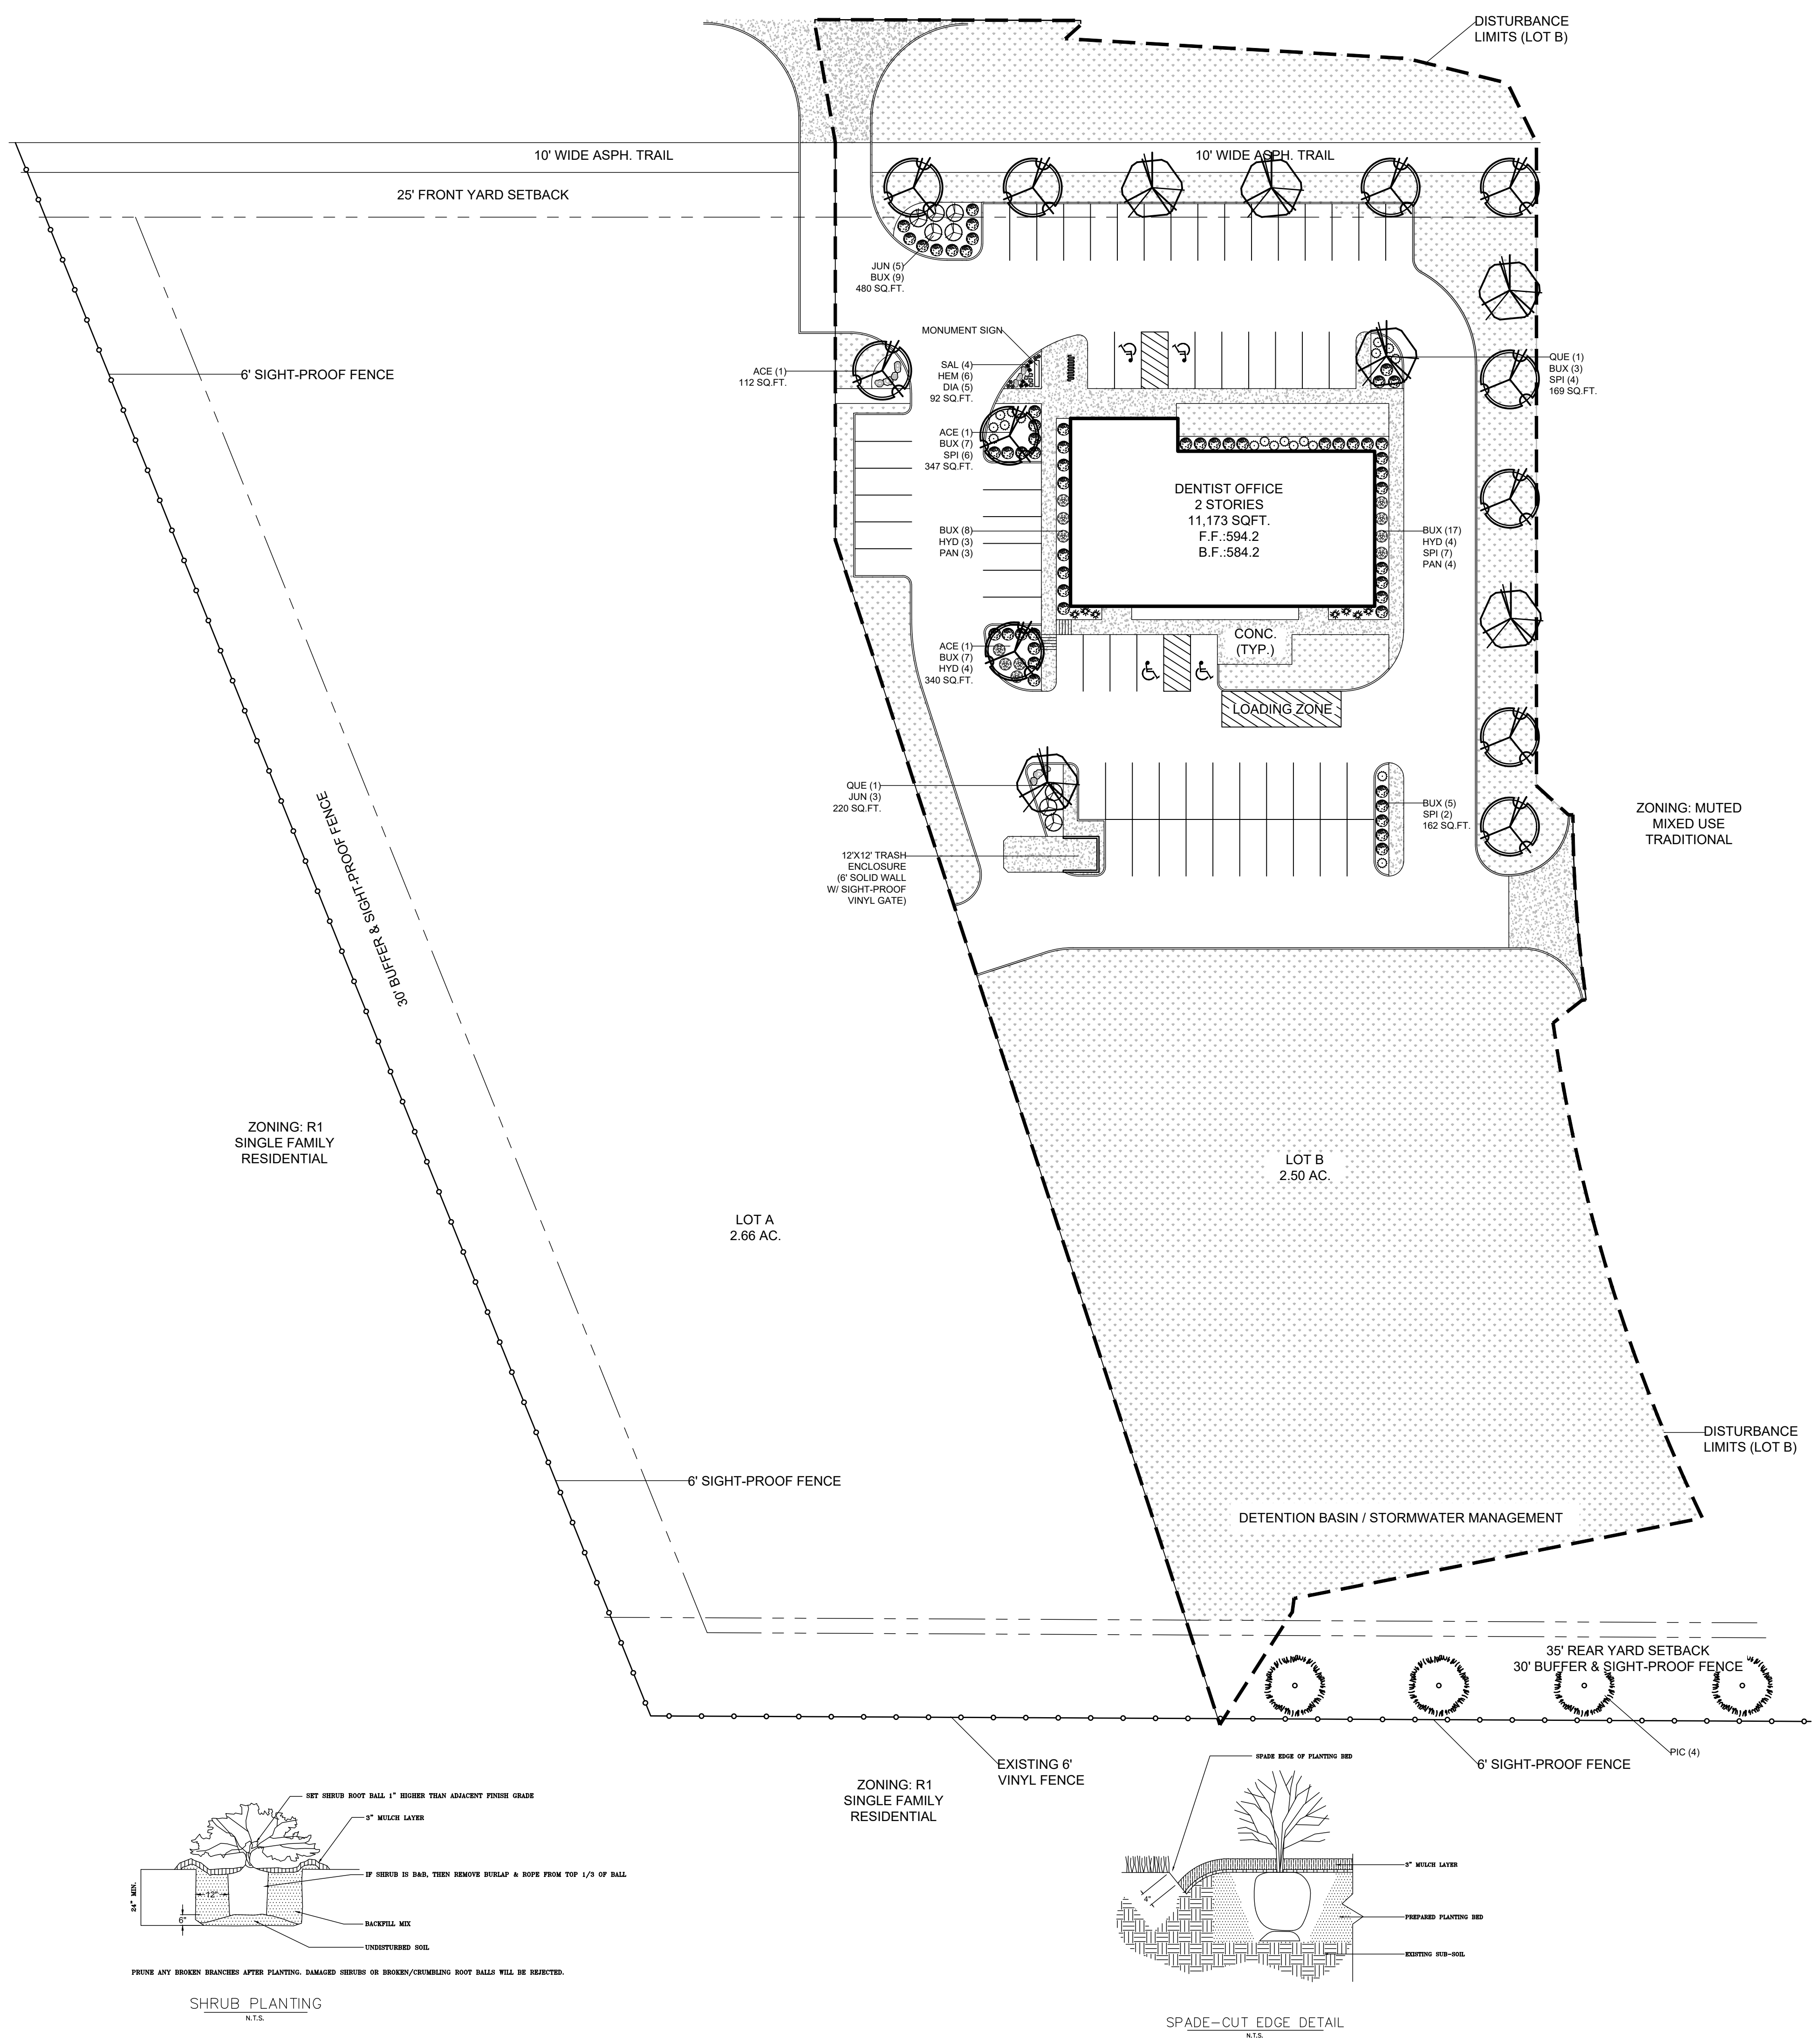 DISTURBANCE
LIMITS (LOT B)
10' WIDE ASPH. TRAIL
10' WIDE ASPH. TRAIL
25' FRONT YARD SETBACK
JUN (5)
BUX (9)
480 SQ.FT.
MONUMENT SIGN
6' SIGHT-PROOF FENCE
ACE (1)
112 SQ.FT.
SAL (4)
HEM (6)
DIA (5)
92 SQ.FT.
QUE (1)
BUX (3)
SPI (4)
169 SQ.FT.
ACE (1)
BUX (7)
SPI (6)
347 SQ.FT.
DENTIST OFFICE
2 STORIES
11,173 SQFT.
F.F.:594.2
B.F.:584.2
BUX (8)
HYD (3)
PAN (3)
BUX (17)
HYD (4)
SPI (7)
PAN (4)
CONC.
(TYP.)
ACE (1)
BUX (7)
HYD (4)
340 SQ.FT.
LOADING ZONE
QUE (1)
JUN (3)
220 SQ.FT.
BUX (5)
SPI (2)
162 SQ.FT.
ZONING: MUTED
MIXED USE
TRADITIONAL
12'X12' TRASH
ENCLOSURE
(6' SOLID WALL
W/ SIGHT-PROOF
VINYL GATE)
30' BUFFER & SIGHT-PROOF FENCE
ZONING: R1
SINGLE FAMILY
RESIDENTIAL
LOT B
2.50 AC.
LOT A
2.66 AC.
DISTURBANCE
LIMITS (LOT B)
6' SIGHT-PROOF FENCE
DETENTION BASIN / STORMWATER MANAGEMENT
35' REAR YARD SETBACK
30' BUFFER & SIGHT-PROOF FENCE
PIC (4)
EXISTING 6'
VINYL FENCE
6' SIGHT-PROOF FENCE
ZONING: R1
SINGLE FAMILY
RESIDENTIAL
SET SHRUB ROOT BALL 1" HIGHER THAN ADJACENT FINISH GRADE
3" MULCH LAYER
IF SHRUB IS B&B, THEN REMOVE BURLAP & ROPE FROM TOP 1/3 OF BALL
24" MIN.
12"
6"
BACKFILL MIX
UNDISTURBED SOIL
PRUNE ANY BROKEN BRANCHES AFTER PLANTING. DAMAGED SHRUBS OR BROKEN/CRUMBLING ROOT BALLS WILL BE REJECTED.
SHRUB PLANTING
N.T.S.
SPADE EDGE OF PLANTING BED
3" MULCH LAYER
4"
PREPARED PLANTING BED
EXISTING SUB-SOIL
SPADE-CUT EDGE DETAIL
N.T.S.